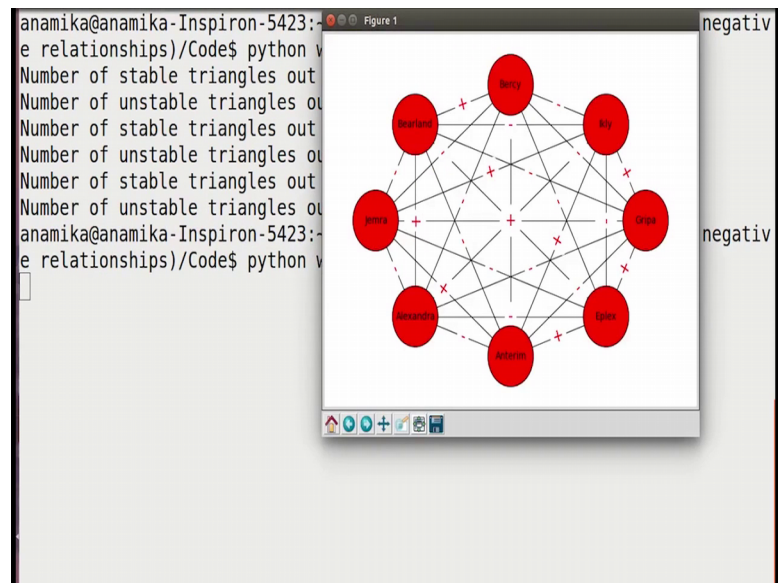 anamika@anamika-Inspiron-5423:~
negativ
e relationships)/Code$ python w
Number of stable triangles out
Number of unstable triangles ou
Number of stable triangles out
Number of unstable triangles ou
Number of stable triangles out
Number of unstable triangles ou
anamika@anamika-Inspiron-5423:~
negativ
e relationships)/Code$ python w
Figure 1
Bercy
Bearland
Jemra
Alexandra
Anterim
Eplex